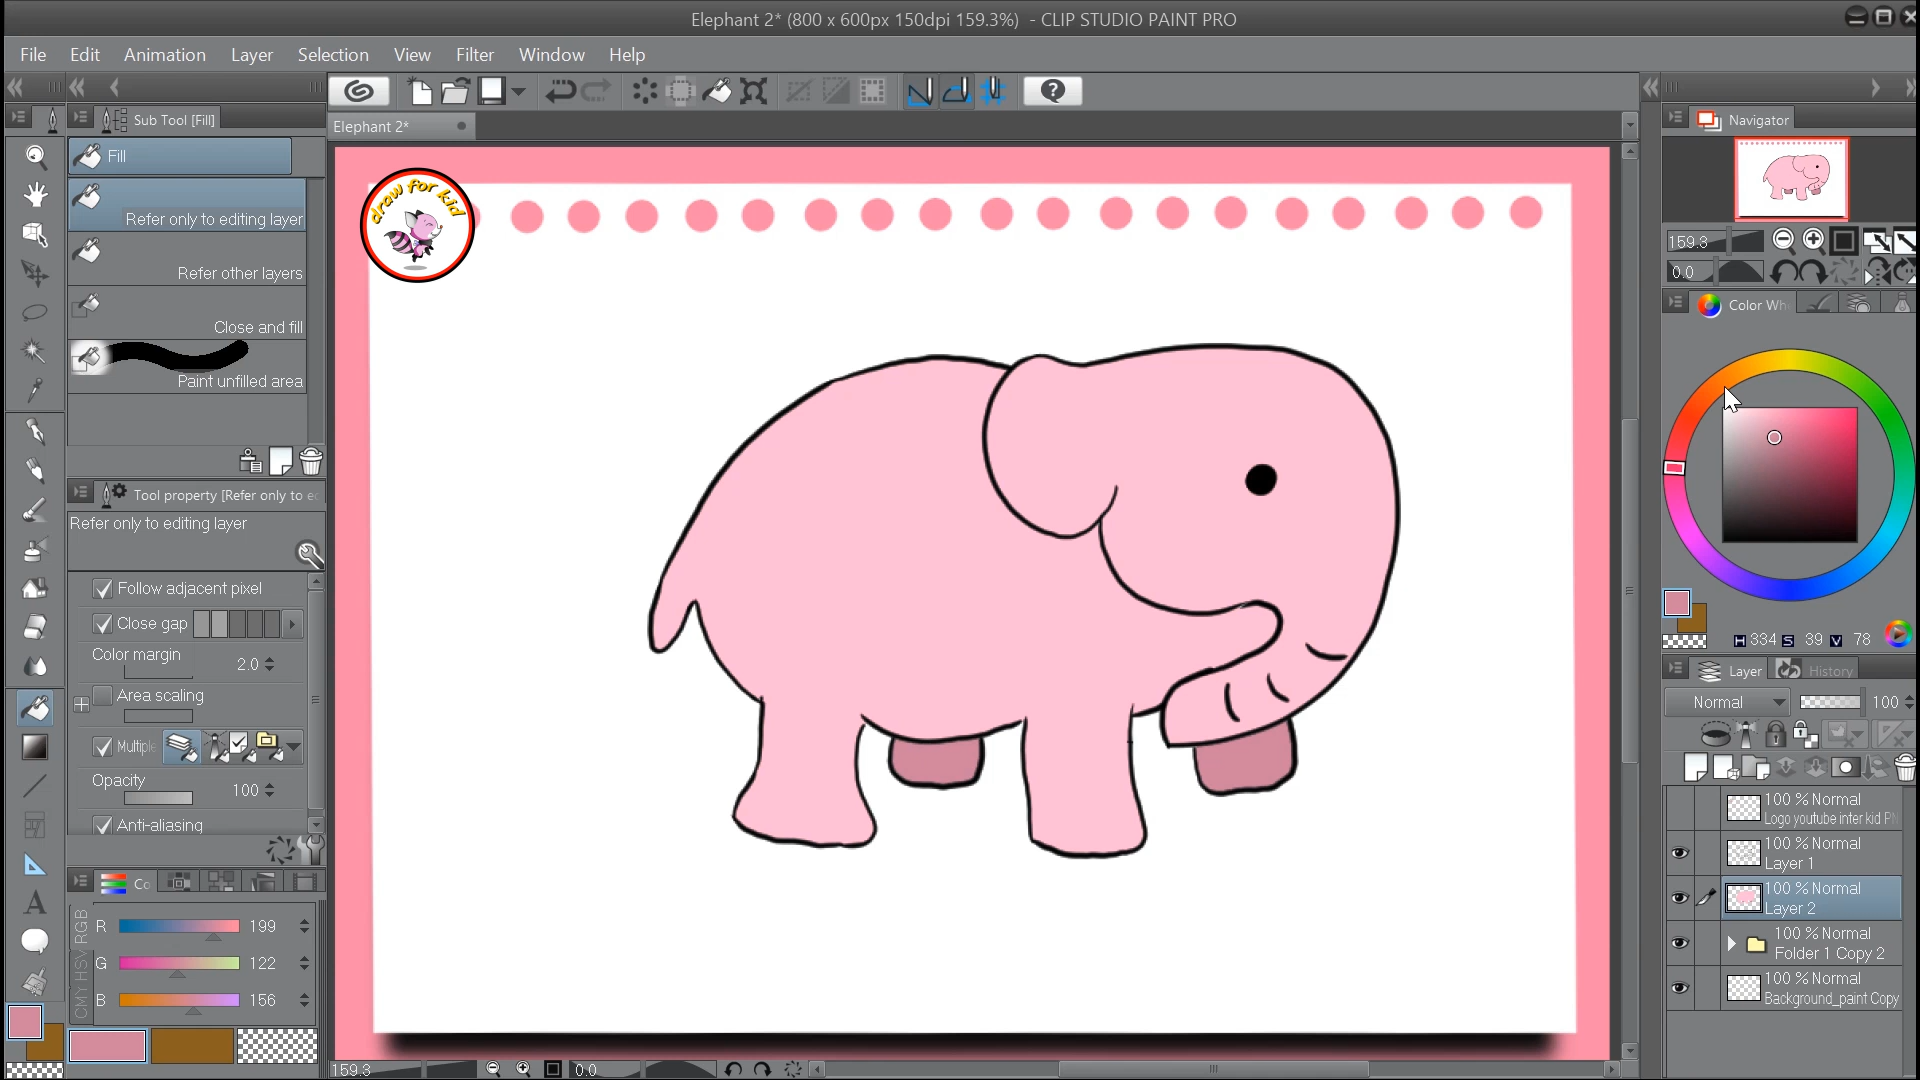 Elephant 2* (800 x 600px 150dpi 159.3%) - CLIP STUDIO PAINT PRO
File Edit Animation Layer Selection View Filter Window Help
Sub Tool [Fill]
Elephant 2*
Navigator
Fill
Refer only to editing layer
Refer other layers
Close and fill
Paint unfilled area
draw for kid
159.3
0.0
Color Wh
Tool property [Refer only to ec
Refer only to editing layer
Follow adjacent pixel
Close gap
Color margin 2.0
Area scaling
Multiple
Opacity 100
Anti-aliasing
H 334 S 39 V 78
Layer History
Normal 100
100 % Normal
Logo youtube inter kid Ph
100 % Normal
Layer 1
100 % Normal
Layer 2
100 % Normal
Folder 1 Copy 2
100 % Normal
Background_paint Copy
Co
RGB
HSV
CMY
R 199
G 122
B 156
159.3 0.0